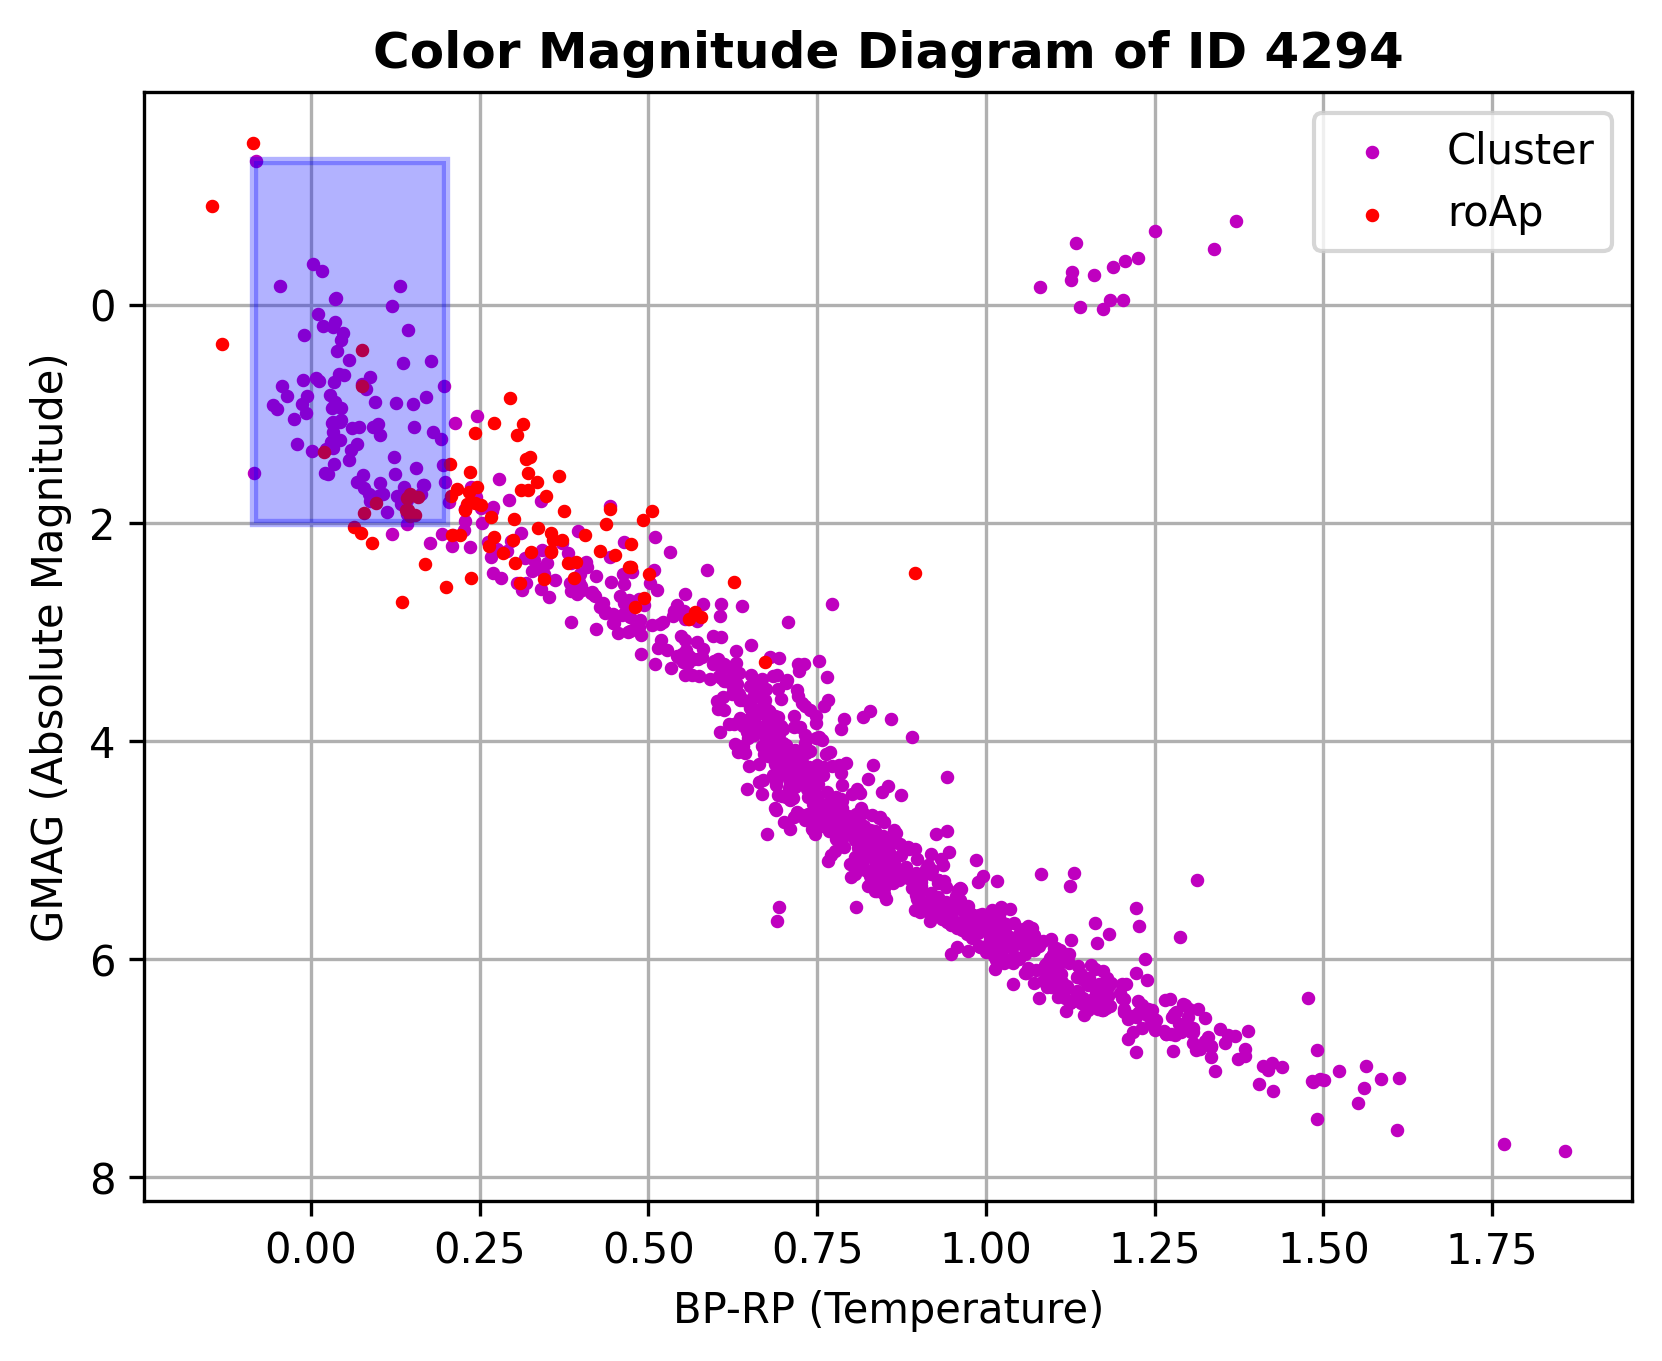 Color Magnitude Diagram of ID 4294
Cluster
roAp
GMAG (Absolute Magnitude)
0
2
4
6
8
0.00 0.25 0.50 0.75 1.00 1.25 1.50 1.75
BP-RP (Temperature)